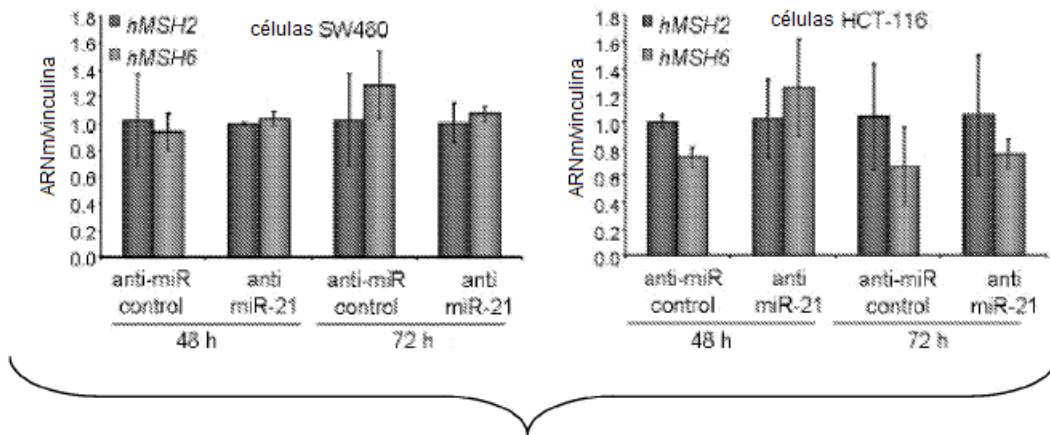 células SW480
hMSH2
hMSH6
ARNm/vinculina
1.8
1.6
1.4
1.2
1.0
0.8
0.6
0.4
0.2
0.0
anti-miR control
anti miR-21
anti-miR control
anti miR-21
48 h
72 h
células HCT-116
hMSH2
hMSH6
ARNm/vinculina
1.8
1.6
1.4
1.2
1.0
0.8
0.6
0.4
0.2
0.0
anti-miR control
anti miR-21
anti-miR control
anti miR-21
48 h
72 h